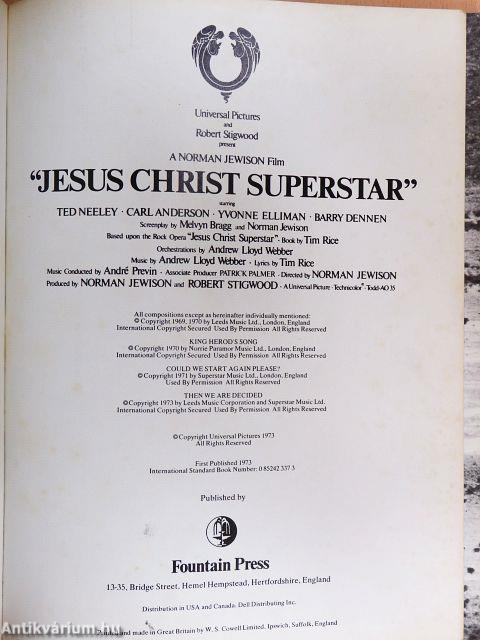 Universal Pictures
and
Robert Stigwood
present
A NORMAN JEWISON Film
"JESUS CHRIST SUPERSTAR"
starring
TED NEELEY · CARL ANDERSON · YVONNE ELLIMAN · BARRY DENNEN
Screenplay by Melvyn Bragg and Norman Jewison
Based upon the Rock Opera "Jesus Christ Superstar" · Book by Tim Rice
Orchestrations by Andrew Lloyd Webber
Music by Andrew Lloyd Webber · Lyrics by Tim Rice
Music Conducted by André Previn · Associate Producer PATRICK PALMER · Directed by NORMAN JEWISON
Produced by NORMAN JEWISON and ROBERT STIGWOOD · A Universal Picture · Technicolor® · Todd-AO 35
All compositions except as hereinafter individually mentioned:
© Copyright 1969, 1970 by Leeds Music Ltd., London, England
International Copyright Secured Used By Permission All Rights Reserved
KING HEROD'S SONG
© Copyright 1970 by Norrie Paramor Music Ltd., London, England
Used By Permission All Rights Reserved
COULD WE START AGAIN PLEASE?
© Copyright 1971 by Superstar Music Ltd., London, England
Used By Permission All Rights Reserved
THEN WE ARE DECIDED
© Copyright 1973 by Leeds Music Corporation and Superstar Music Ltd.
International Copyright Secured Used By Permission All Rights Reserved
© Copyright Universal Pictures 1973
All Rights Reserved
First Published 1973
International Standard Book Number: 0 85242 337 3
Published by
Fountain Press
13-35, Bridge Street, Hemel Hempstead, Hertfordshire, England
Distribution in USA and Canada: Dell Distributing Inc.
Printed and made in Great Britain by W. S. Cowell Limited, Ipswich, Suffolk, England
Antikvárium.hu